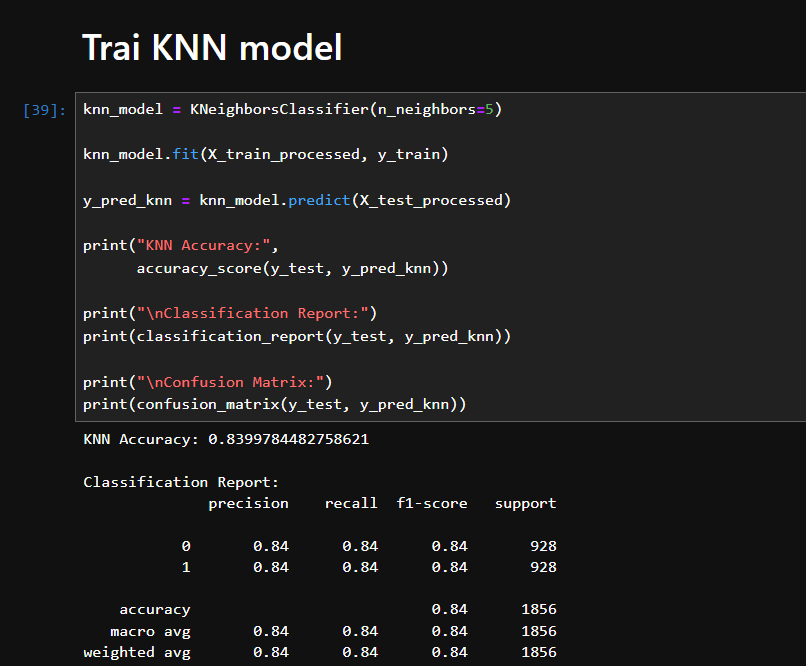 Trai KNN model
[39]: knn_model = KNeighborsClassifier(n_neighbors=5)
knn_model.fit(X_train_processed, y_train)
y_pred_knn = knn_model.predict(X_test_processed)
print("KNN Accuracy:",
      accuracy_score(y_test, y_pred_knn))
print("\nClassification Report:")
print(classification_report(y_test, y_pred_knn))
print("\nConfusion Matrix:")
print(confusion_matrix(y_test, y_pred_knn))
KNN Accuracy: 0.8399784482758621
Classification Report:
              precision    recall  f1-score   support
           0       0.84      0.84      0.84       928
           1       0.84      0.84      0.84       928
    accuracy                           0.84      1856
   macro avg       0.84      0.84      0.84      1856
weighted avg       0.84      0.84      0.84      1856